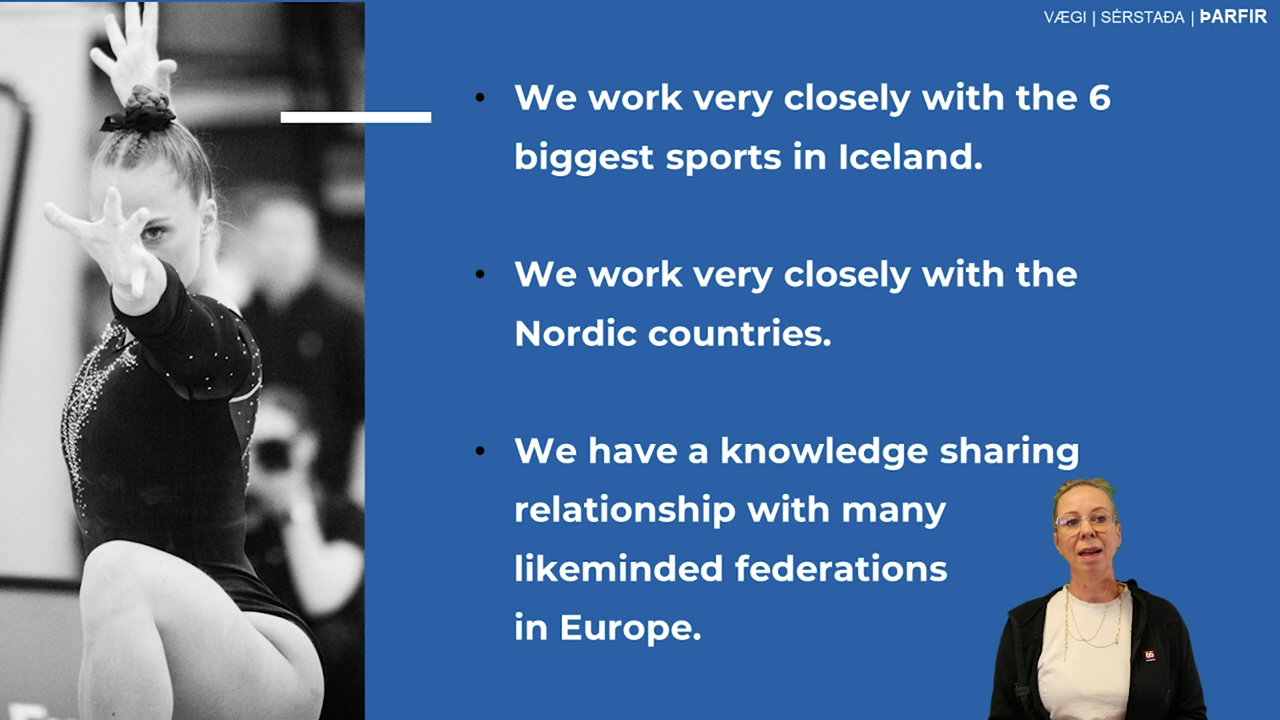 VÆGI | SÉRSTAÐA | ÞARFIR
• We work very closely with the 6
biggest sports in Iceland.
• We work very closely with the
Nordic countries.
• We have a knowledge sharing
relationship with many
likeminded federations
in Europe.
66